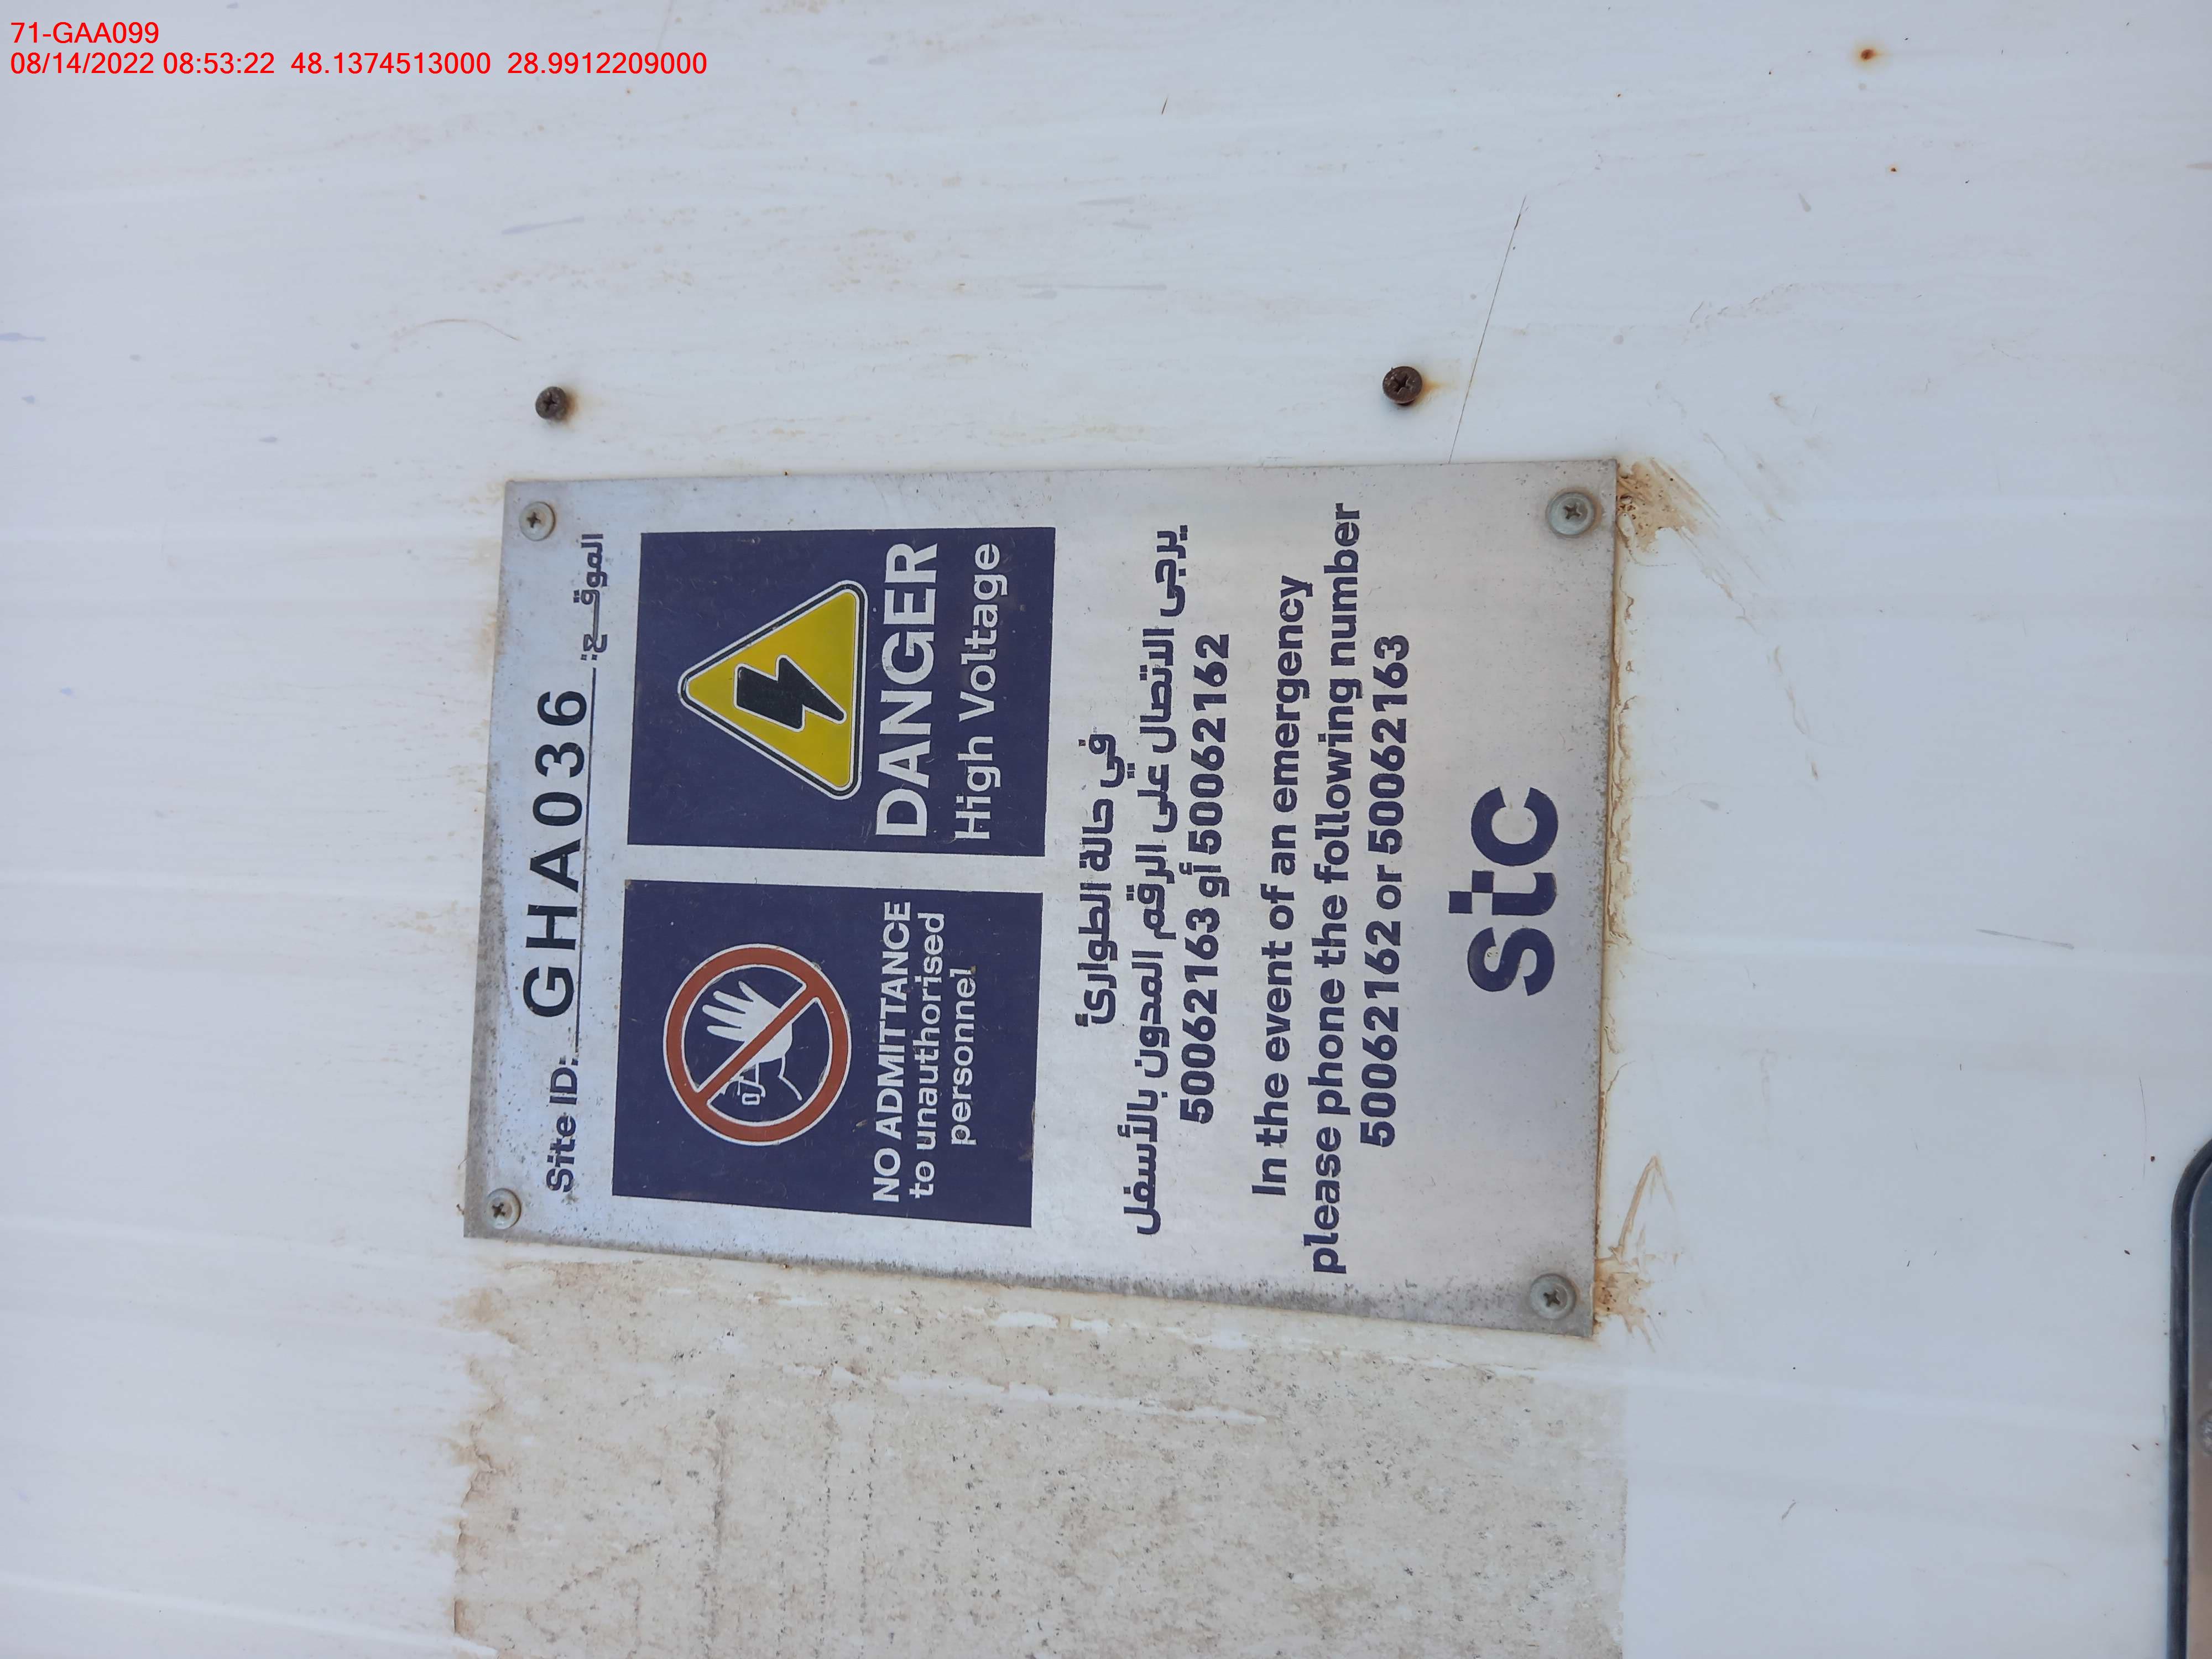 71-GAA099
08/14/2022 08:53:22 48.1374513000 28.9912209000
Site ID: GHA036 الموقـــع:
NO ADMITTANCE
to unauthorised
personnel
DANGER
High Voltage
في حالة الطوارئ
يرجى الاتصال على الرقم المدون بالأسفل
50062163 أو 50062162
In the event of an emergency
please phone the following number
50062162 or 50062163
stc